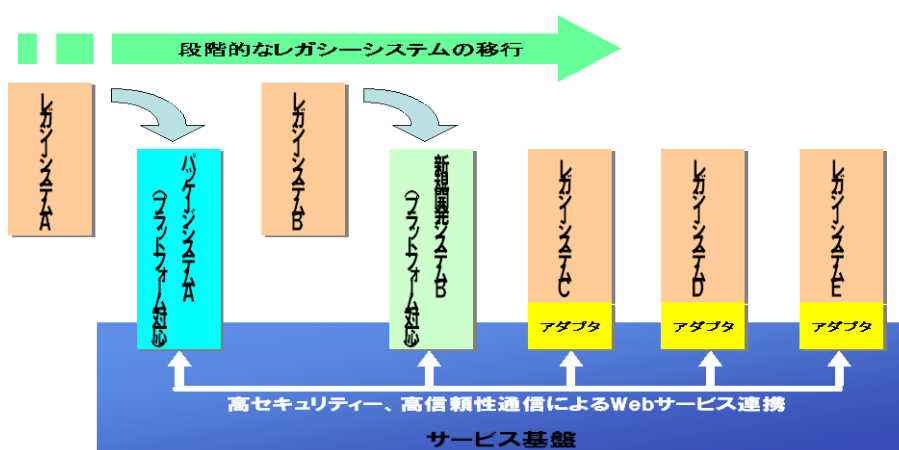 段階的なレガシーシステムの移行
レガシーシステムA
パッケージシステムA
(プラットフォーム対応)
レガシーシステムB
新規開発システムB
(プラットフォーム対応)
レガシーシステムC
アダプタ
レガシーシステムD
アダプタ
レガシーシステムE
アダプタ
高セキュリティー、高信頼性通信によるWebサービス連携
サービス基盤